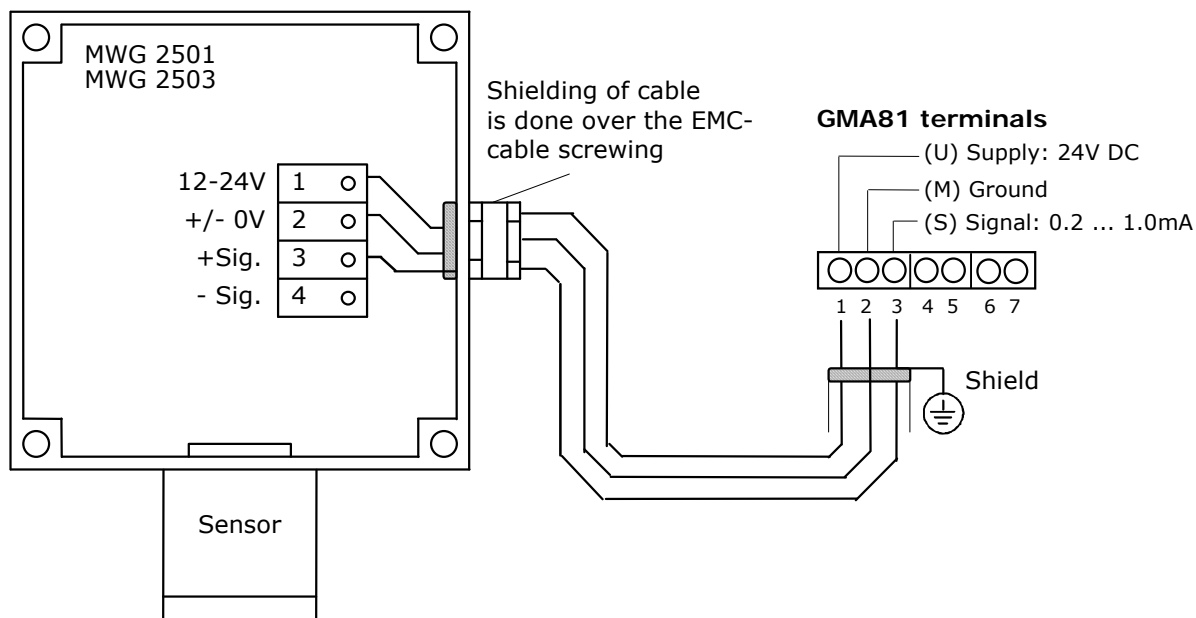 MWG 2501
MWG 2503
12-24V 1
+/- 0V 2
+Sig. 3
- Sig. 4
Sensor
Shielding of cable
is done over the EMC-
cable screwing
GMA81 terminals
(U) Supply: 24V DC
(M) Ground
(S) Signal: 0.2 ... 1.0mA
1 2 3 4 5 6 7
Shield